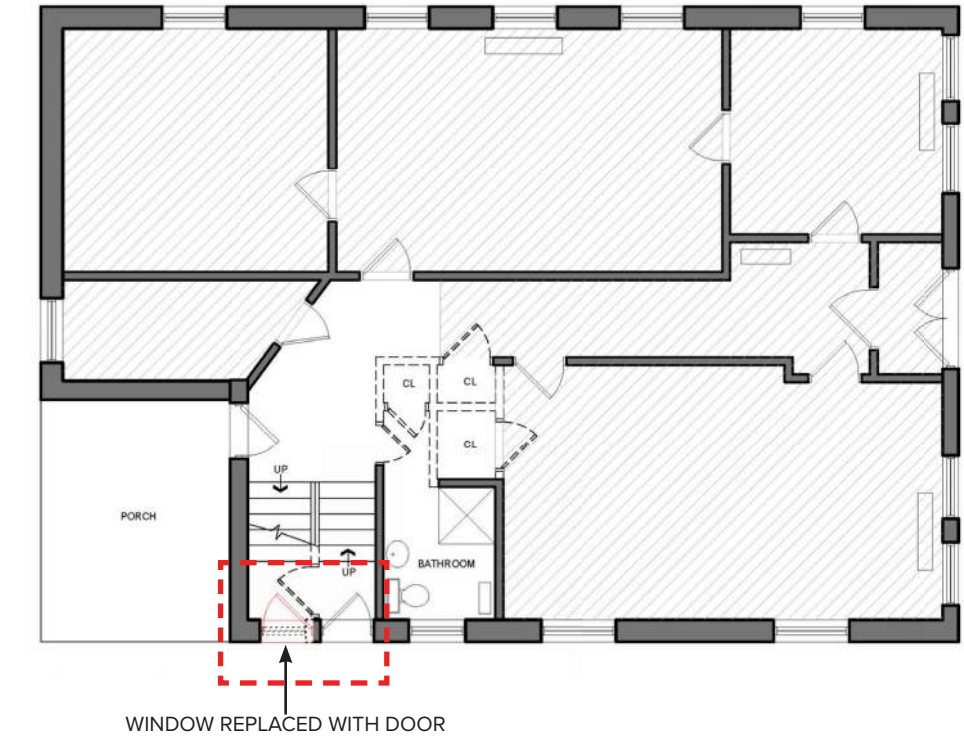 CL
CL
CL
UP
PORCH
UP
BATHROOM
WINDOW REPLACED WITH DOOR